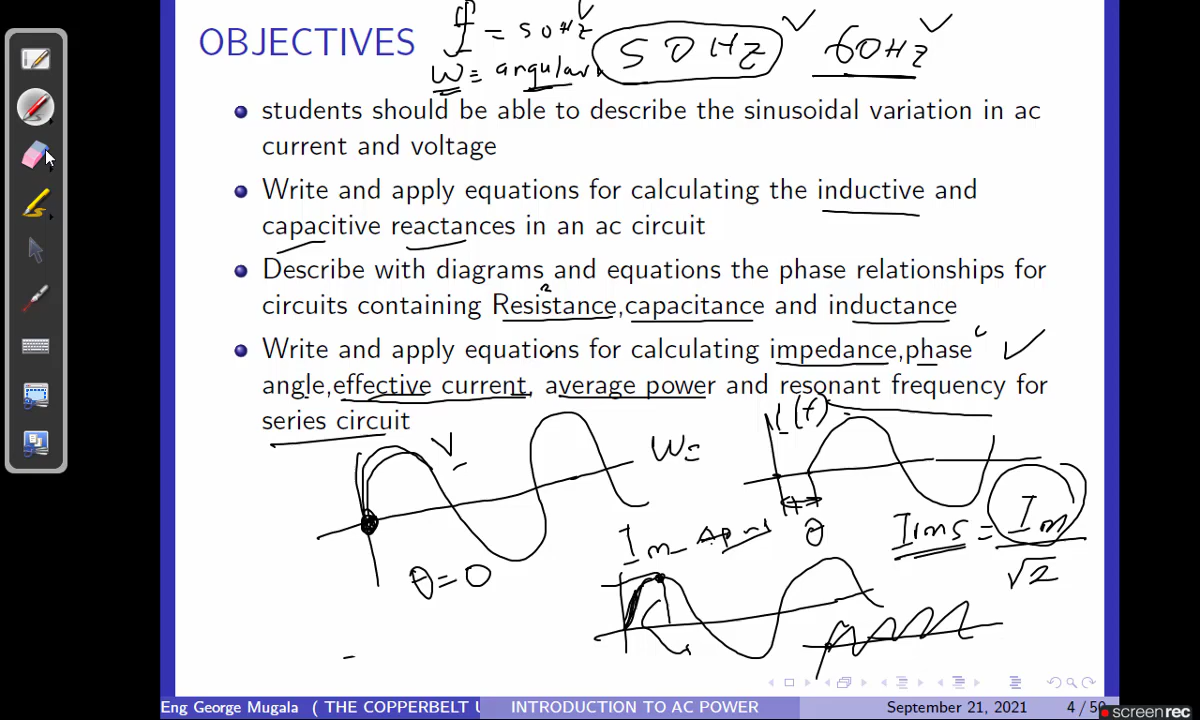 OBJECTIVES
f = 50Hz
50Hz
60Hz
W = angular
students should be able to describe the sinusoidal variation in ac
current and voltage
Write and apply equations for calculating the inductive and
capacitive reactances in an ac circuit
Describe with diagrams and equations the phase relationships for
circuits containing Resistance,capacitance and inductance
Write and apply equations for calculating impedance,phase
angle,effective current, average power and resonant frequency for
series circuit
V
W=
θ = 0
Im
θ
Irms = Im
√2
Eng George Mugala ( THE COPPERBELT U
INTRODUCTION TO AC POWER
September 21, 2021
4 / 50
screenrec